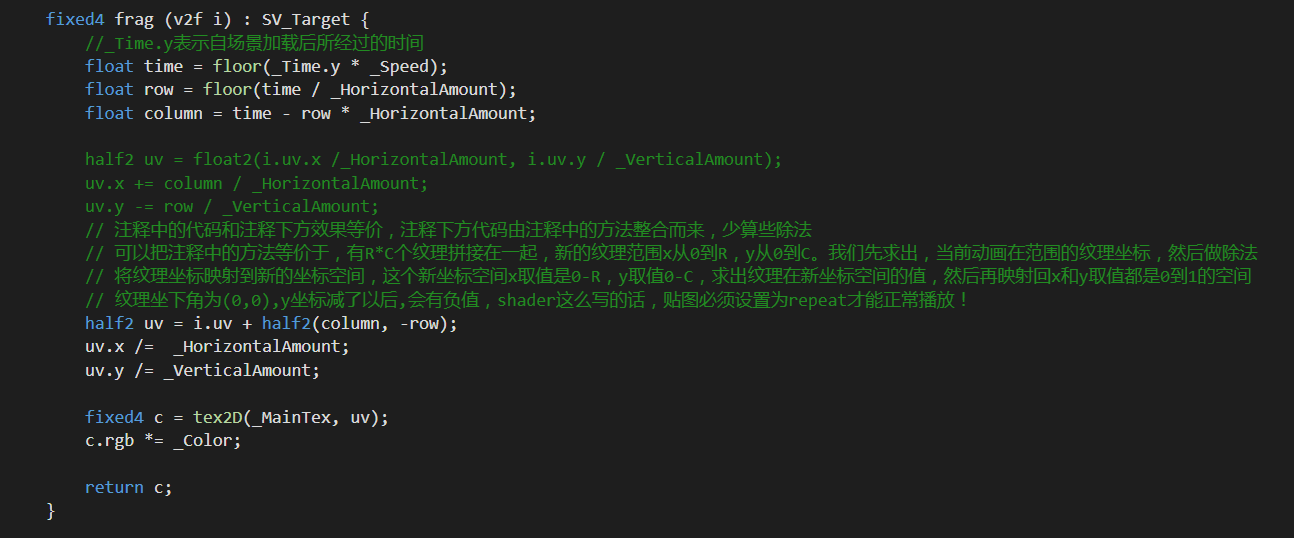 fixed4 frag (v2f i) : SV_Target {
//_Time.y表示自场景加载后所经过的时间
float time = floor(_Time.y * _Speed);
float row = floor(time / _HorizontalAmount);
float column = time - row * _HorizontalAmount;
half2 uv = float2(i.uv.x /_HorizontalAmount, i.uv.y / _VerticalAmount);
uv.x += column / _HorizontalAmount;
uv.y -= row / _VerticalAmount;
// 注释中的代码和注释下方效果等价，注释下方代码由注释中的方法整合而来，少算些除法
// 可以把注释中的方法等价于，有R*C个纹理拼接在一起，新的纹理范围x从0到R，y从0到C。我们先求出，当前动画在范围的纹理坐标，然后做除法
// 将纹理坐标映射到新的坐标空间，这个新坐标空间x取值是0-R，y取值0-C，求出纹理在新坐标空间的值，然后再映射回x和y取值都是0到1的空间
// 纹理坐下角为(0,0),y坐标减了以后,会有负值，shader这么写的话，贴图必须设置为repeat才能正常播放！
half2 uv = i.uv + half2(column, -row);
uv.x /=  _HorizontalAmount;
uv.y /= _VerticalAmount;
fixed4 c = tex2D(_MainTex, uv);
c.rgb *= _Color;
return c;
}